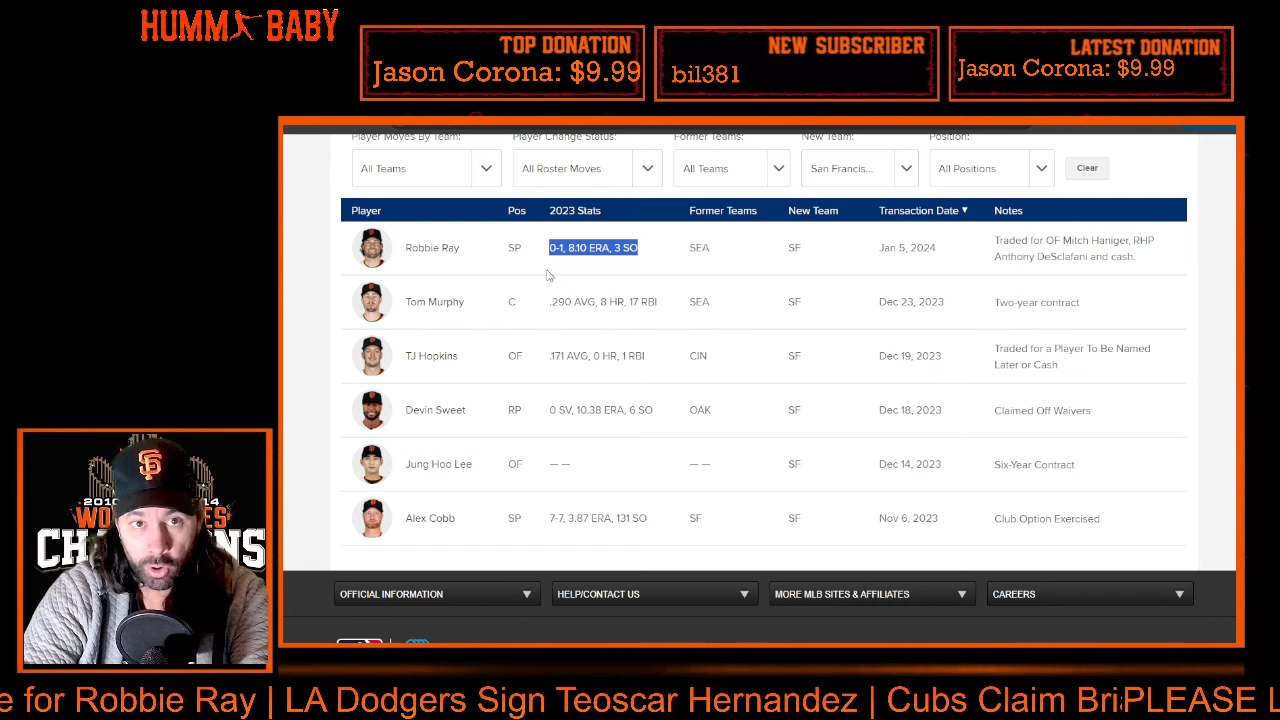 HUMM BABY
TOP DONATION
Jason Corona: $9.99
NEW SUBSCRIBER
bil381
LATEST DONATION
Jason Corona: $9.99
Player Moves By Team: Player Change Status: Former Teams: New Team: Position:
All Teams All Roster Moves All Teams San Francis... All Positions Clear
Player Pos 2023 Stats Former Teams New Team Transaction Date Notes
Robbie Ray SP 0-1, 8.10 ERA, 3 SO SEA SF Jan 5, 2024 Traded for OF Mitch Haniger, RHP
Anthony DeSclafani and cash.
Tom Murphy C .290 AVG, 8 HR, 17 RBI SEA SF Dec 23, 2023 Two-year contract
TJ Hopkins OF .171 AVG, 0 HR, 1 RBI CIN SF Dec 19, 2023 Traded for a Player To Be Named
Later or Cash
Devin Sweet RP 0 SV, 10.38 ERA, 6 SO OAK SF Dec 18, 2023 Claimed Off Waivers
Jung Hoo Lee OF — — — — SF Dec 14, 2023 Six-Year Contract
Alex Cobb SP 7-7, 3.87 ERA, 131 SO SF SF Nov 6, 2023 Club Option Exercised
OFFICIAL INFORMATION HELP/CONTACT US MORE MLB SITES & AFFILIATES CAREERS
SF
e for Robbie Ray | LA Dodgers Sign Teoscar Hernandez | Cubs Claim Bri PLEASE L